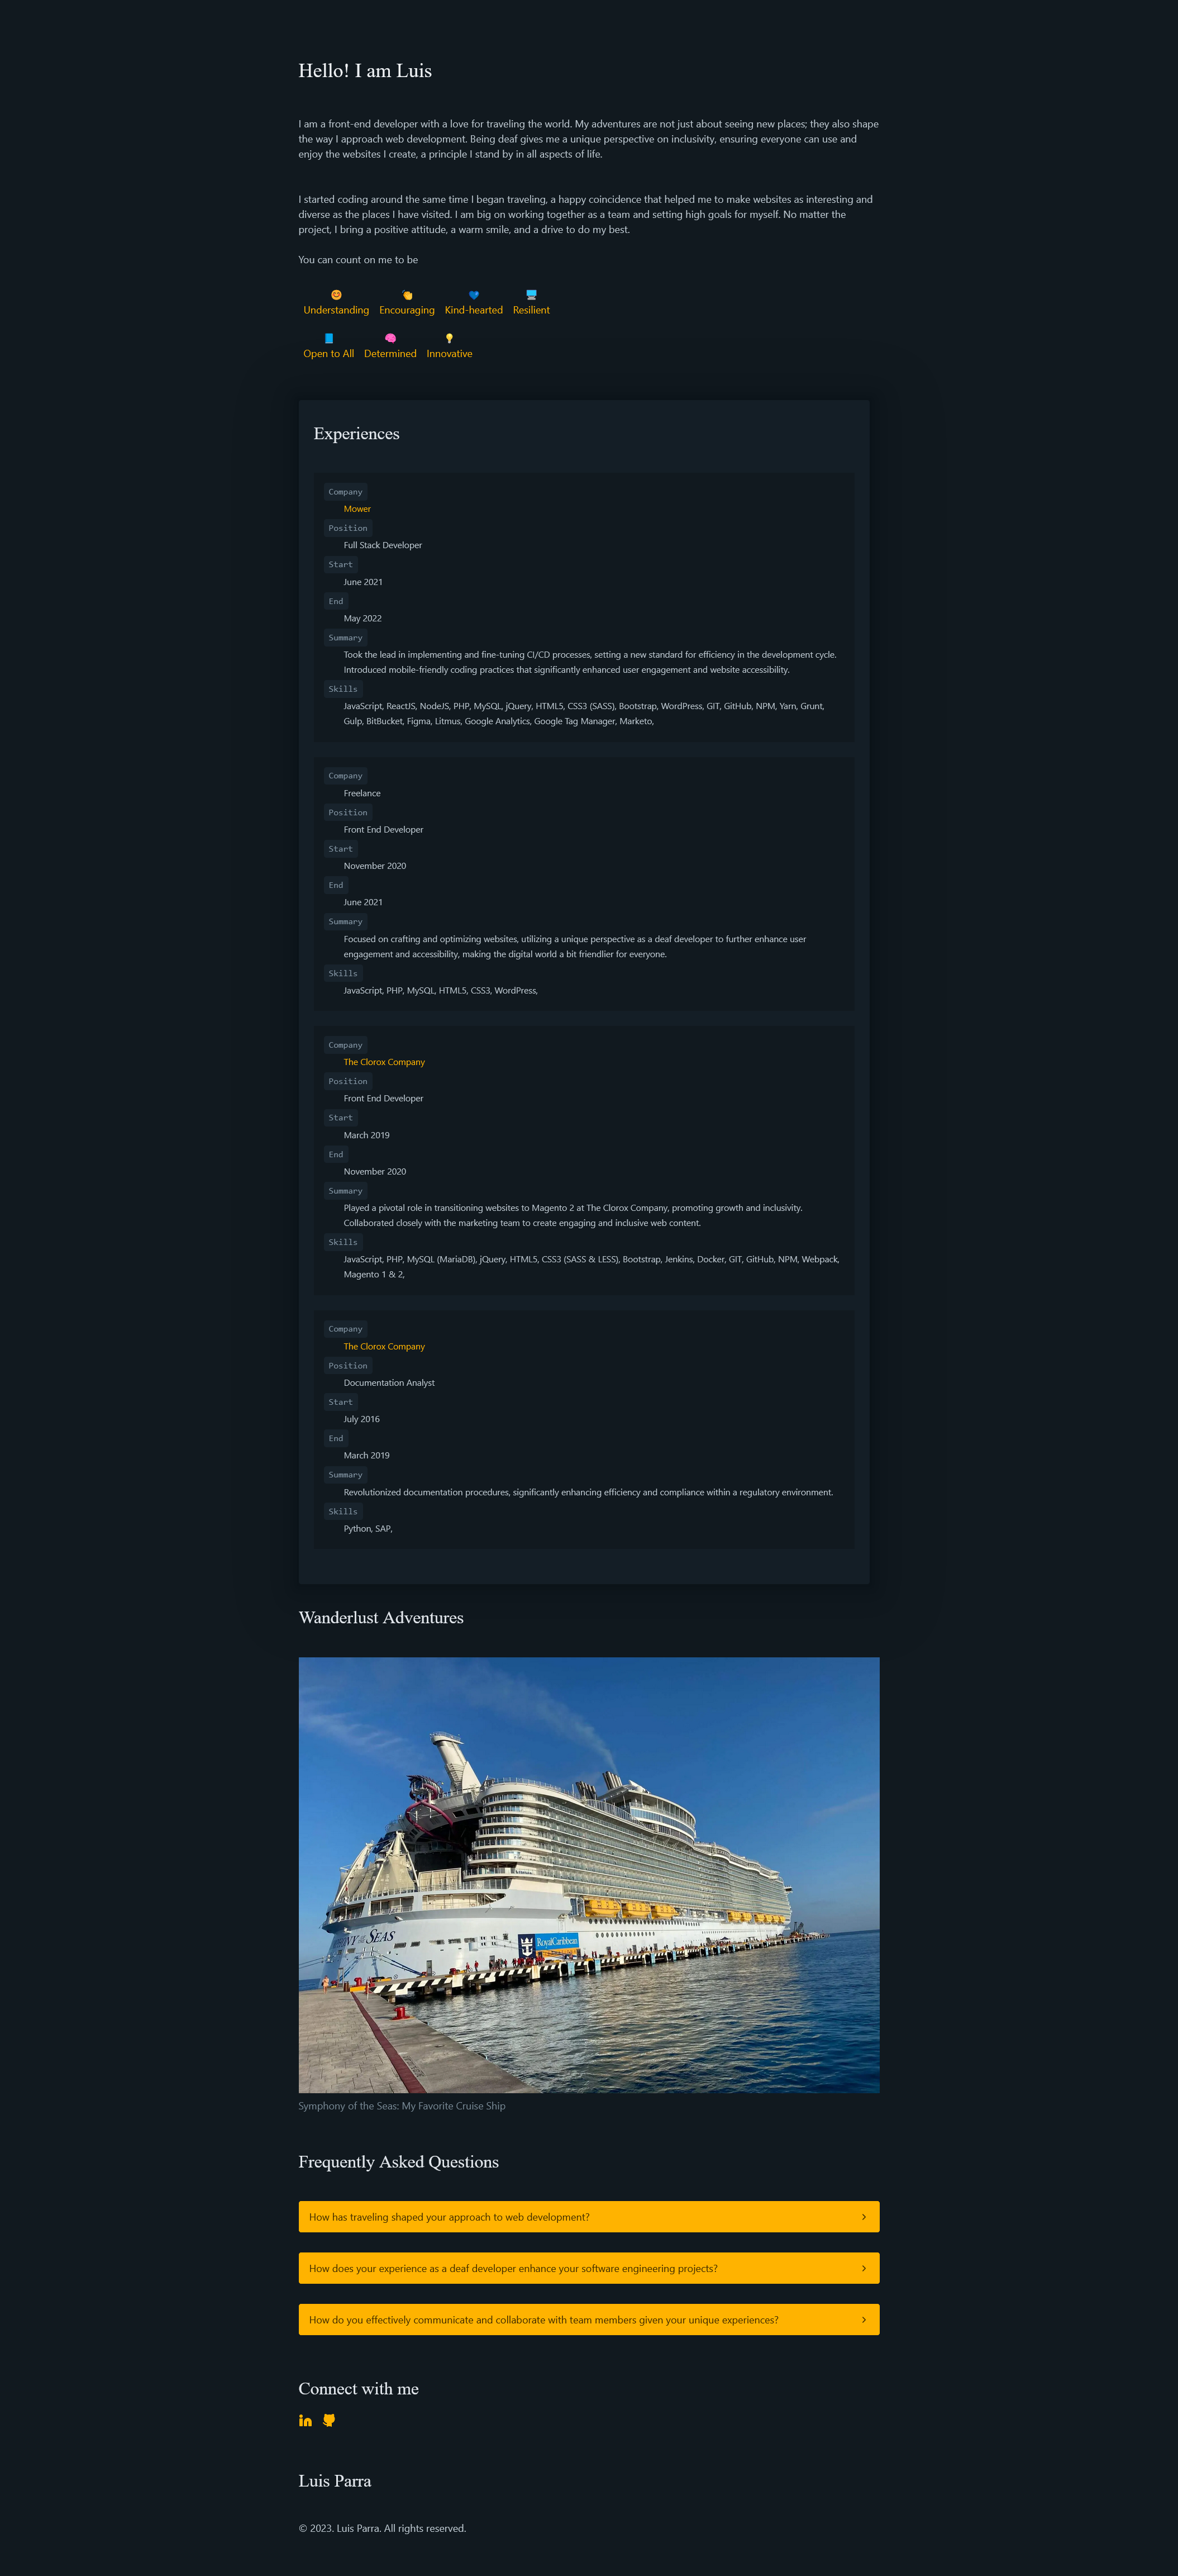 Hello! I am Luis
I am a front-end developer with a love for traveling the world. My adventures are not just about seeing new places; they also shape
the way I approach web development. Being deaf gives me a unique perspective on inclusivity, ensuring everyone can use and
enjoy the websites I create, a principle I stand by in all aspects of life.
I started coding around the same time I began traveling, a happy coincidence that helped me to make websites as interesting and
diverse as the places I have visited. I am big on working together as a team and setting high goals for myself. No matter the
project, I bring a positive attitude, a warm smile, and a drive to do my best.
You can count on me to be
Understanding Encouraging Kind-hearted Resilient
Open to All Determined Innovative
Experiences
Company
Mower
Position
Full Stack Developer
Start
June 2021
End
May 2022
Summary
Took the lead in implementing and fine-tuning CI/CD processes, setting a new standard for efficiency in the development cycle.
Introduced mobile-friendly coding practices that significantly enhanced user engagement and website accessibility.
Skills
JavaScript, ReactJS, NodeJS, PHP, MySQL, jQuery, HTML5, CSS3 (SASS), Bootstrap, WordPress, GIT, GitHub, NPM, Yarn, Grunt,
Gulp, BitBucket, Figma, Litmus, Google Analytics, Google Tag Manager, Marketo,
Company
Freelance
Position
Front End Developer
Start
November 2020
End
June 2021
Summary
Focused on crafting and optimizing websites, utilizing a unique perspective as a deaf developer to further enhance user
engagement and accessibility, making the digital world a bit friendlier for everyone.
Skills
JavaScript, PHP, MySQL, HTML5, CSS3, WordPress,
Company
The Clorox Company
Position
Front End Developer
Start
March 2019
End
November 2020
Summary
Played a pivotal role in transitioning websites to Magento 2 at The Clorox Company, promoting growth and inclusivity.
Collaborated closely with the marketing team to create engaging and inclusive web content.
Skills
JavaScript, PHP, MySQL (MariaDB), jQuery, HTML5, CSS3 (SASS & LESS), Bootstrap, Jenkins, Docker, GIT, GitHub, NPM, Webpack,
Magento 1 & 2,
Company
The Clorox Company
Position
Documentation Analyst
Start
July 2016
End
March 2019
Summary
Revolutionized documentation procedures, significantly enhancing efficiency and compliance within a regulatory environment.
Skills
Python, SAP,
Wanderlust Adventures
SEAS
RoyalCaribbean
Symphony of the Seas: My Favorite Cruise Ship
Frequently Asked Questions
How has traveling shaped your approach to web development?
How does your experience as a deaf developer enhance your software engineering projects?
How do you effectively communicate and collaborate with team members given your unique experiences?
Connect with me
in
Luis Parra
© 2023. Luis Parra. All rights reserved.